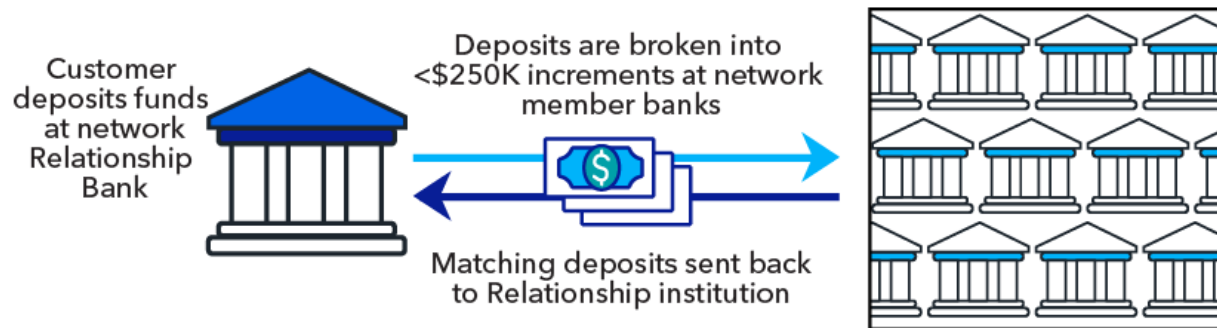 Customer
deposits funds
at network
Relationship
Bank
Deposits are broken into
<$250K increments at network
member banks
$
Matching deposits sent back
to Relationship institution